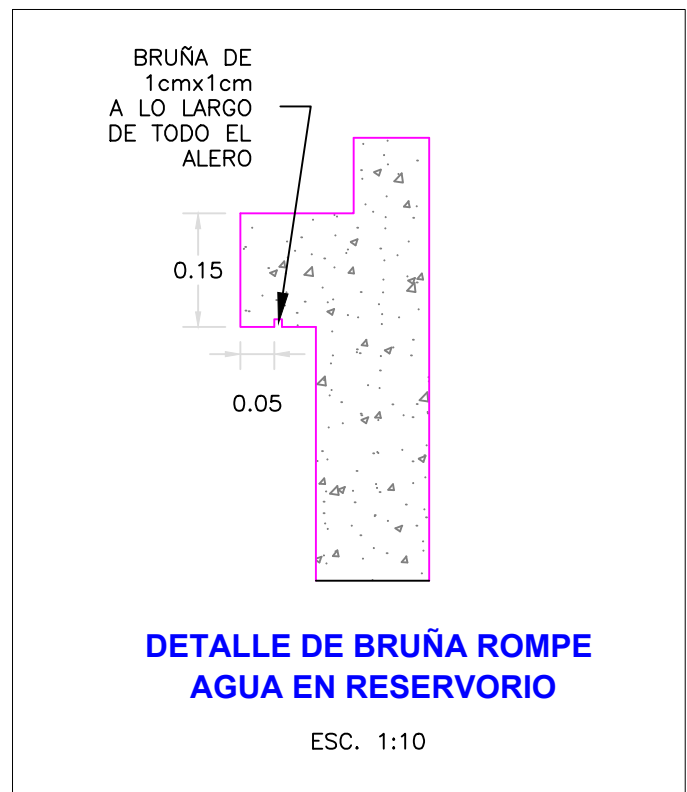 BRUÑA DE
1cmx1cm
A LO LARGO
DE TODO EL
ALERO
0.15
0.05
DETALLE DE BRUÑA ROMPE
AGUA EN RESERVORIO
ESC. 1:10